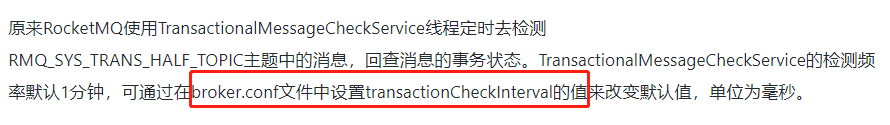 原来RocketMQ使用TransactionalMessageCheckService线程定时去检测
RMQ_SYS_TRANS_HALF_TOPIC主题中的消息，回查消息的事务状态。TransactionalMessageCheckService的检测频
率默认1分钟，可通过在broker.conf文件中设置transactionCheckInterval的值来改变默认值，单位为毫秒。